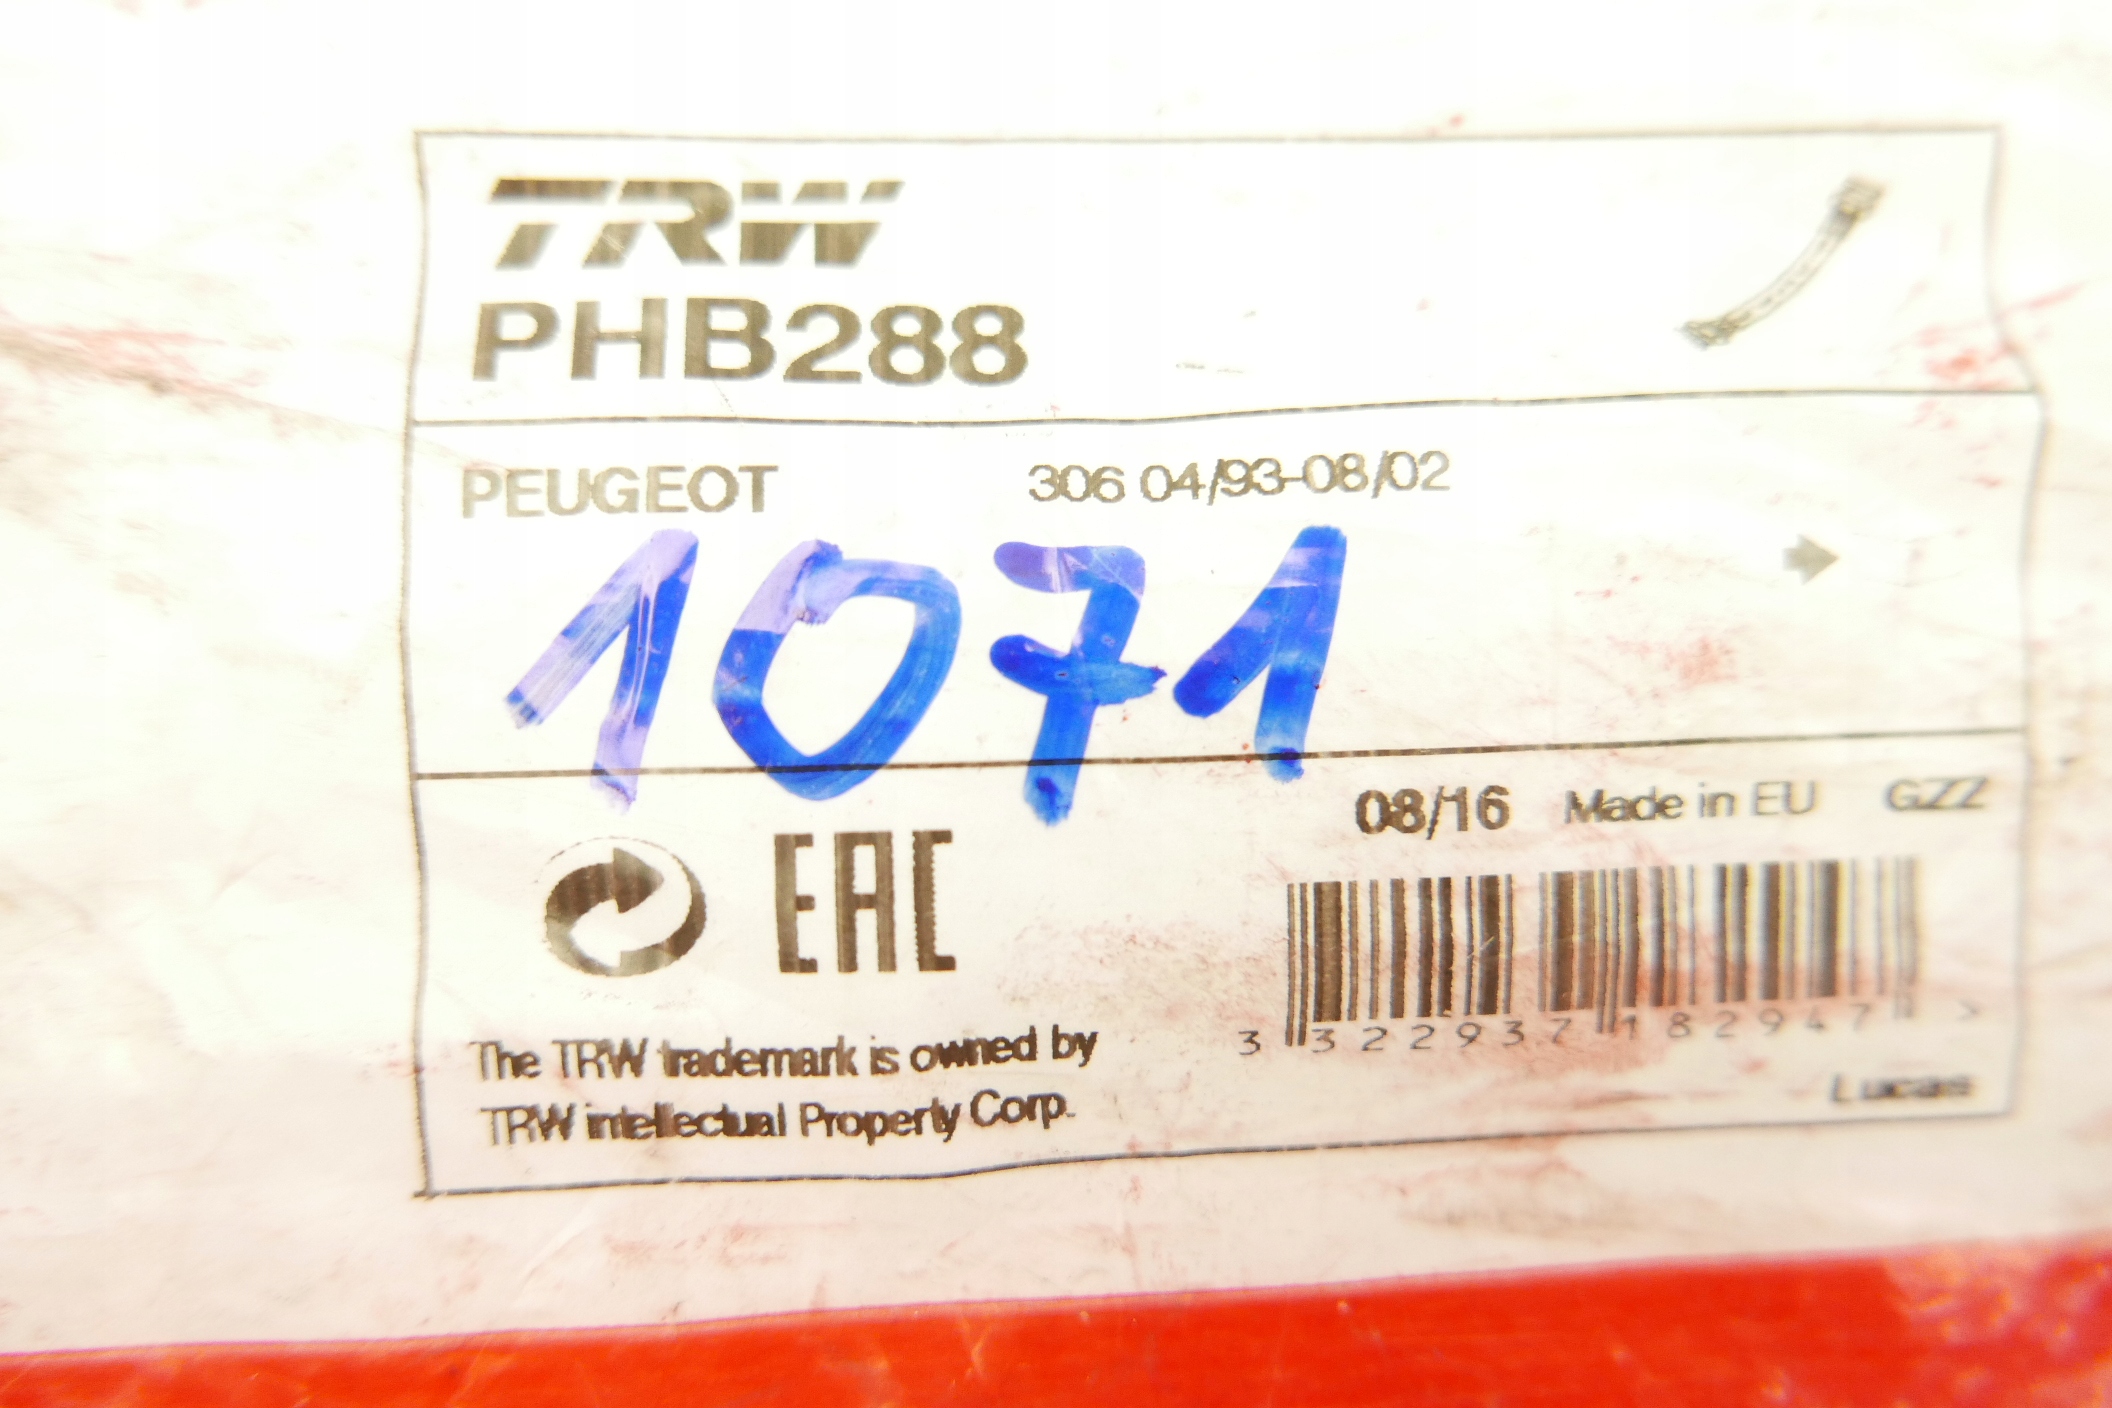 TRW
PHB288
PEUGEOT 306 04/93-08/02
1071
08/16 Made in EU GZZ
EAC
3 322937 182947 >
The TRW trademark is owned by
TRW intellectual Property Corp.
Lucas